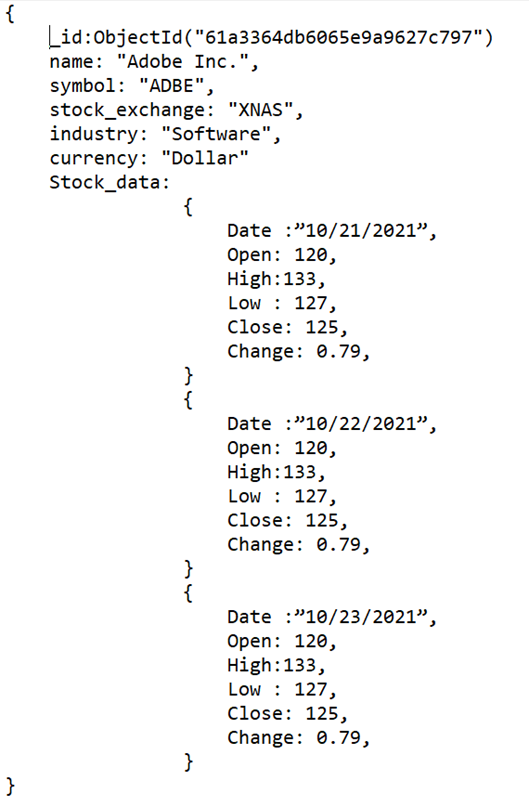 {
_id:ObjectId("61a3364db6065e9a9627c797")
name: "Adobe Inc.",
symbol: "ADBE",
stock_exchange: "XNAS",
industry: "Software",
currency: "Dollar"
Stock_data:
{
Date :”10/21/2021”,
Open: 120,
High:133,
Low : 127,
Close: 125,
Change: 0.79,
}
{
Date :”10/22/2021”,
Open: 120,
High:133,
Low : 127,
Close: 125,
Change: 0.79,
}
{
Date :”10/23/2021”,
Open: 120,
High:133,
Low : 127,
Close: 125,
Change: 0.79,
}
}